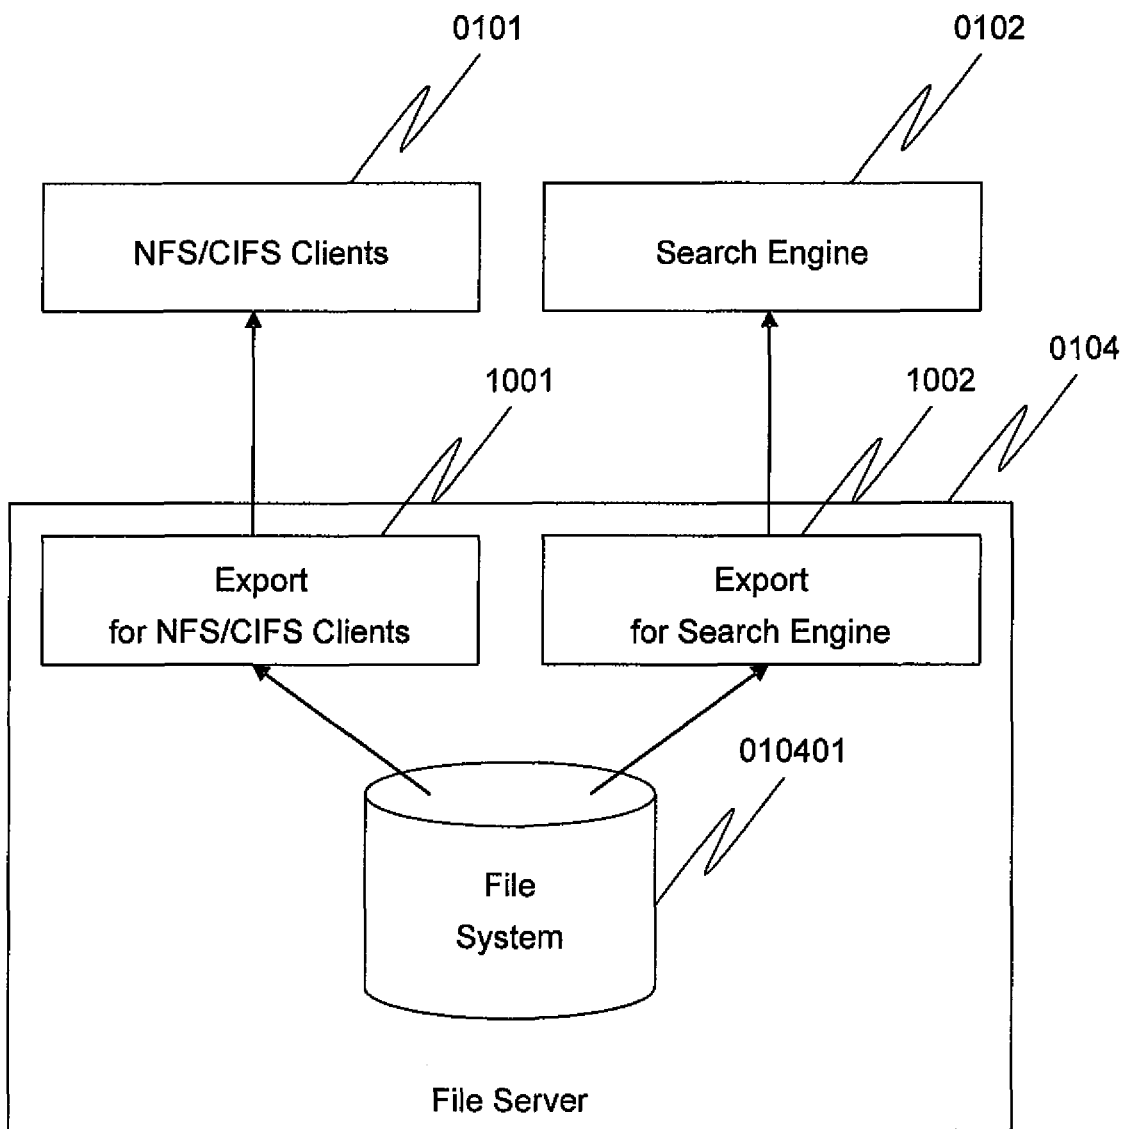 0101
0102
NFS/CIFS Clients
Search Engine
0104
1001
1002
Export
for NFS/CIFS Clients
Export
for Search Engine
010401
File
System
File Server